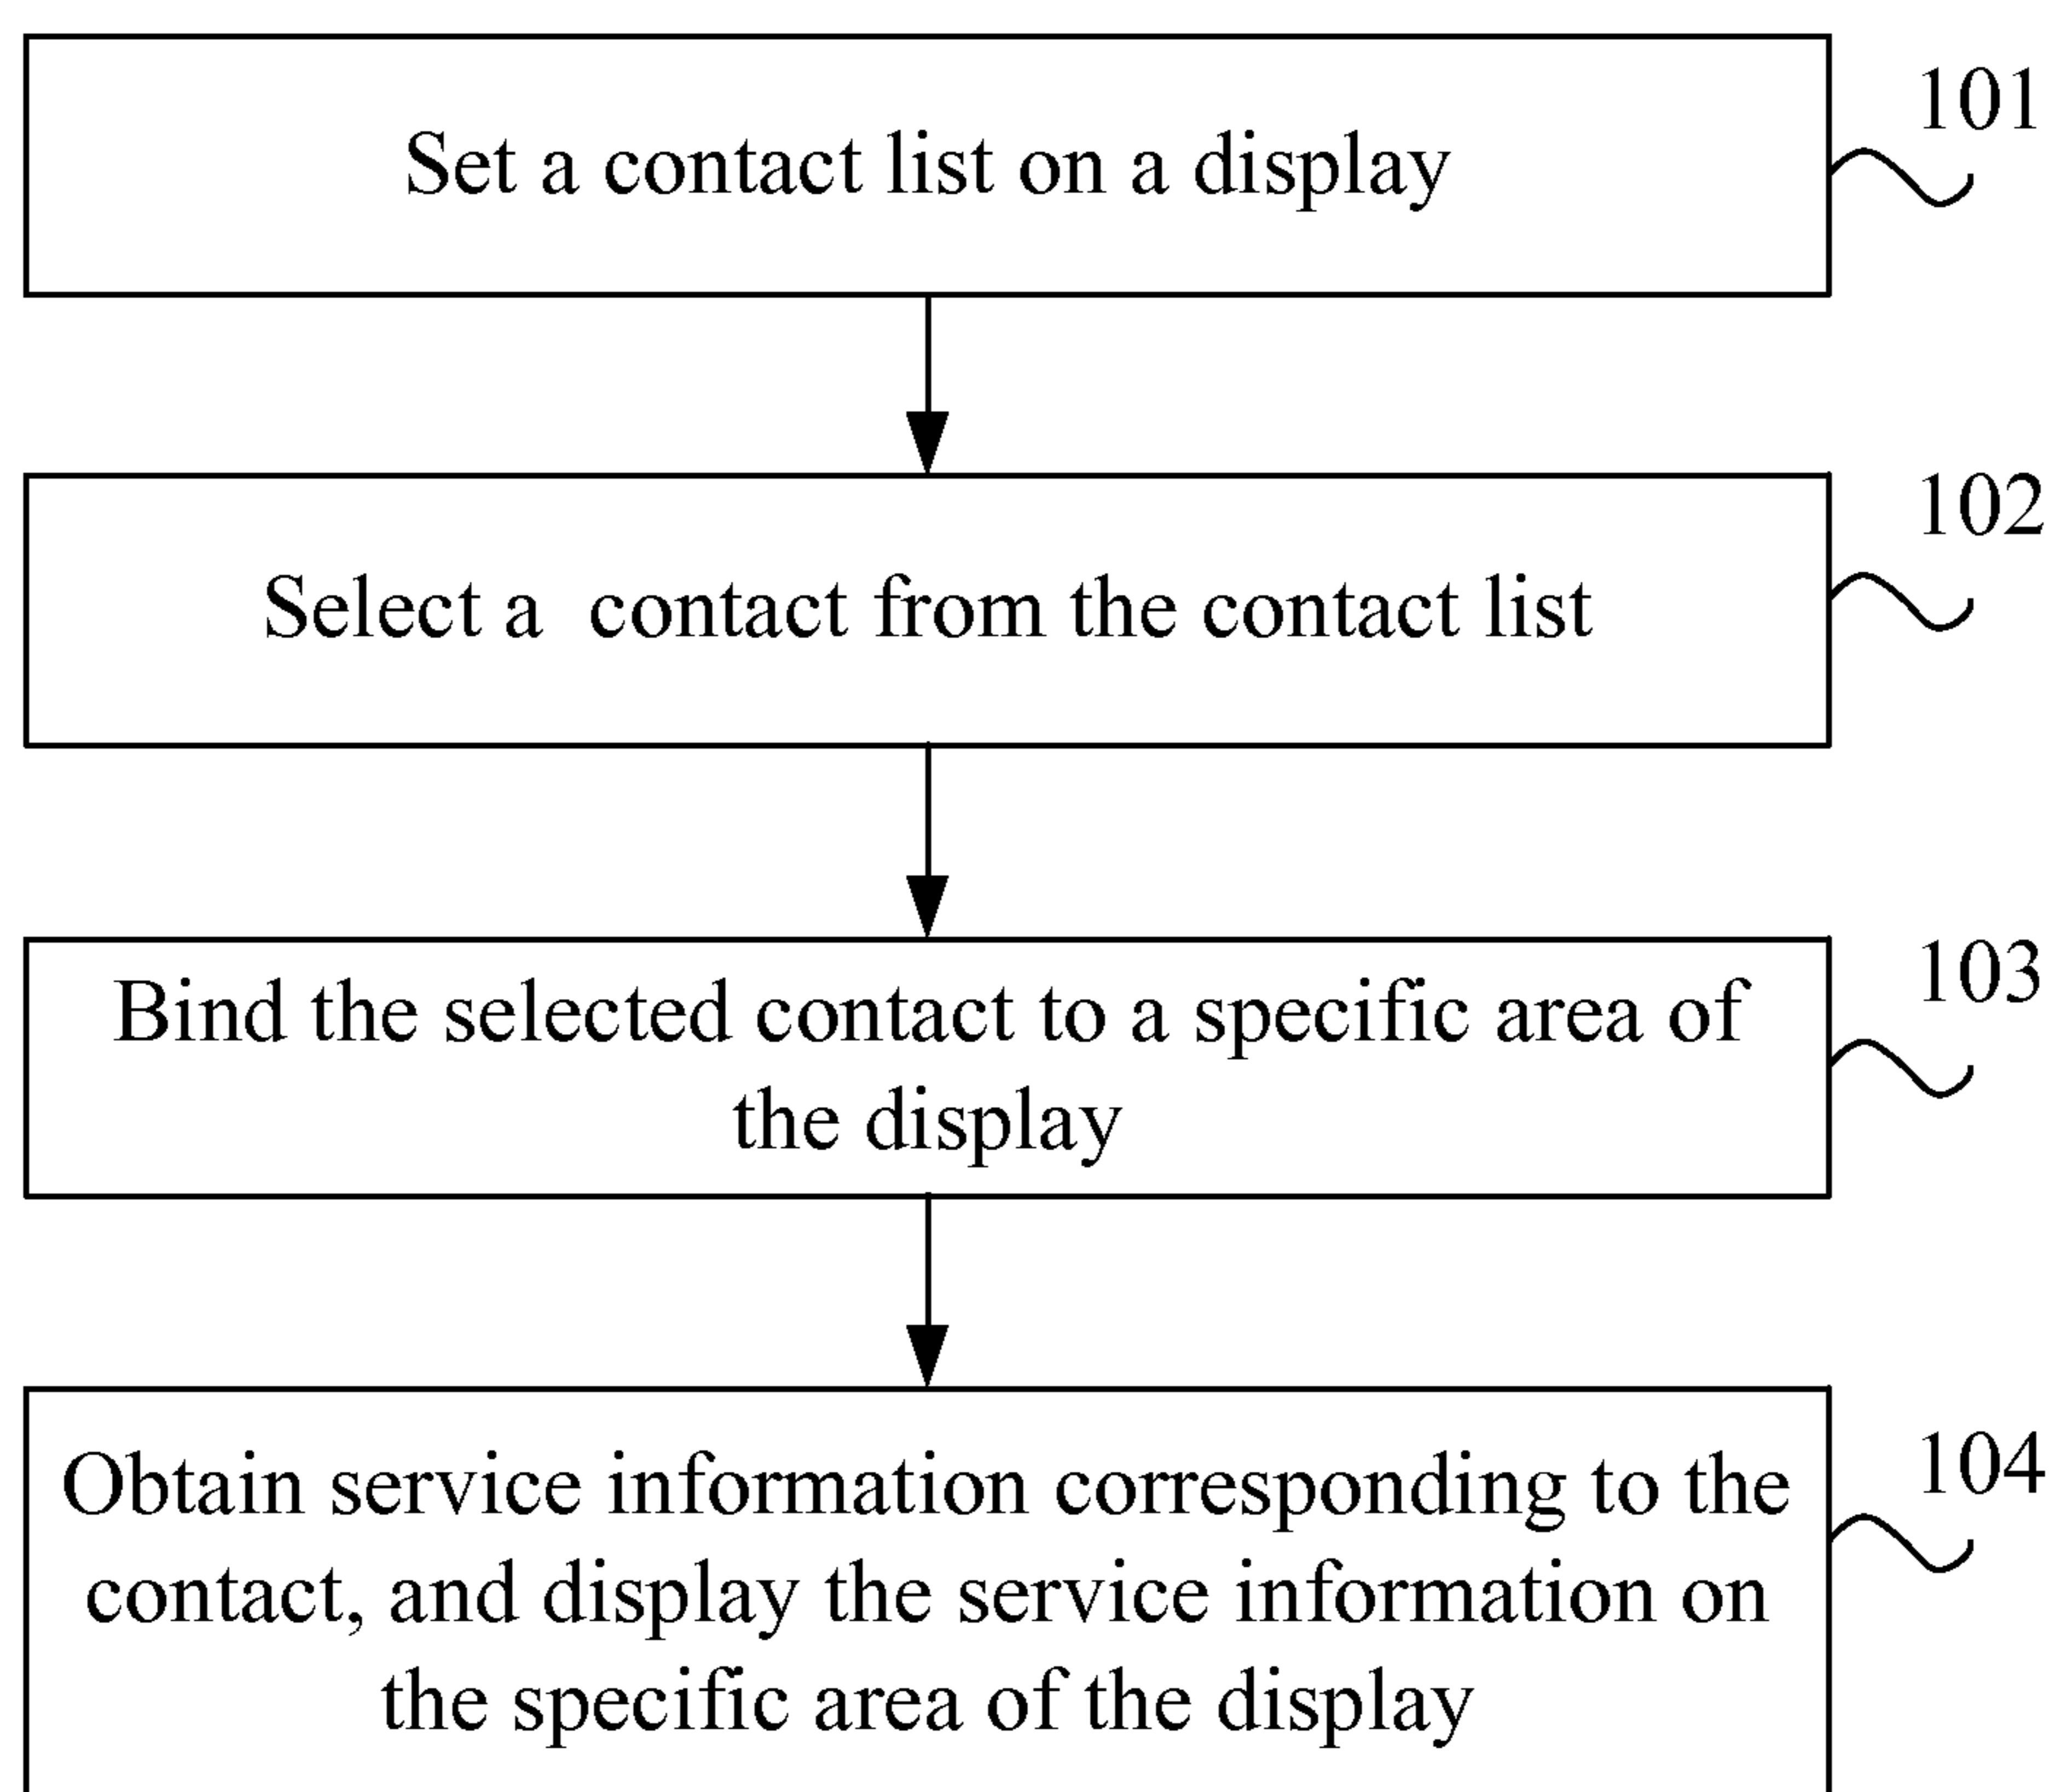 101
Set a contact list on a display
102
Select a contact from the contact list
103
Bind the selected contact to a specific area of
the display
104
Obtain service information corresponding to the
contact, and display the service information on
the specific area of the display